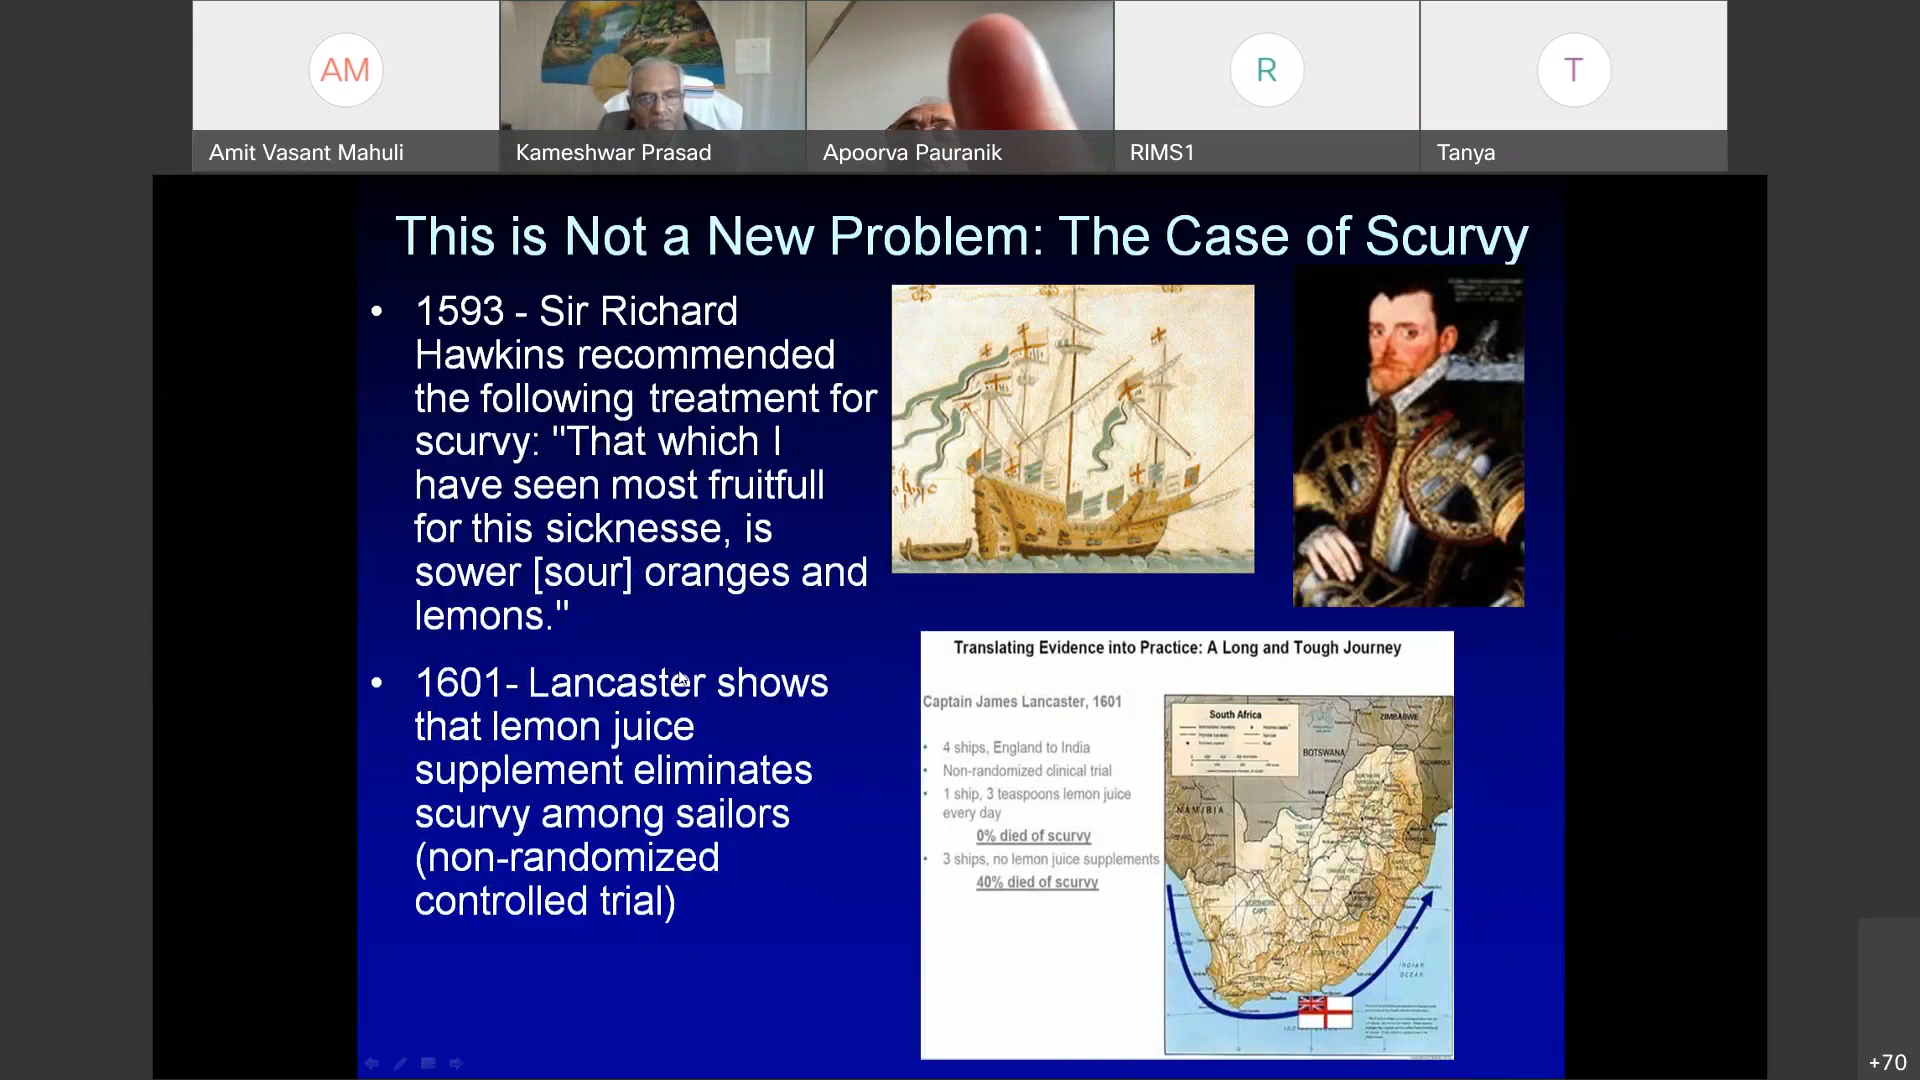 AM
R
T
Amit Vasant Mahuli
Kameshwar Prasad
Apoorva Pauranik
RIMS1
Tanya
This is Not a New Problem: The Case of Scurvy
• 1593 - Sir Richard
Hawkins recommended
the following treatment for
scurvy: "That which I
have seen most fruitfull
for this sicknesse, is
sower [sour] oranges and
lemons."
• 1601- Lancaster shows
that lemon juice
supplement eliminates
scurvy among sailors
(non-randomized
controlled trial)
Translating Evidence into Practice: A Long and Tough Journey
Captain James Lancaster, 1601
• 4 ships, England to India
• Non-randomized clinical trial
• 1 ship, 3 teaspoons lemon juice
every day
0% died of scurvy
• 3 ships, no lemon juice supplements
40% died of scurvy
South Africa
ZIMBABWE
BOTSWANA
NAMIBIA
NORTHERN
CAPE
INDIAN
OCEAN
+70